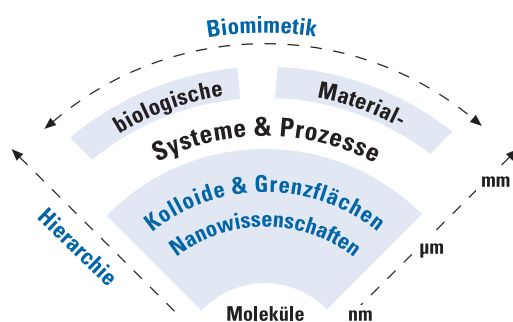 Biomimetik
biologische
Material-
Systeme & Prozesse
Kolloide & Grenzflächen
Nanowissenschaften
Hierarchie
mm
µm
Moleküle
nm